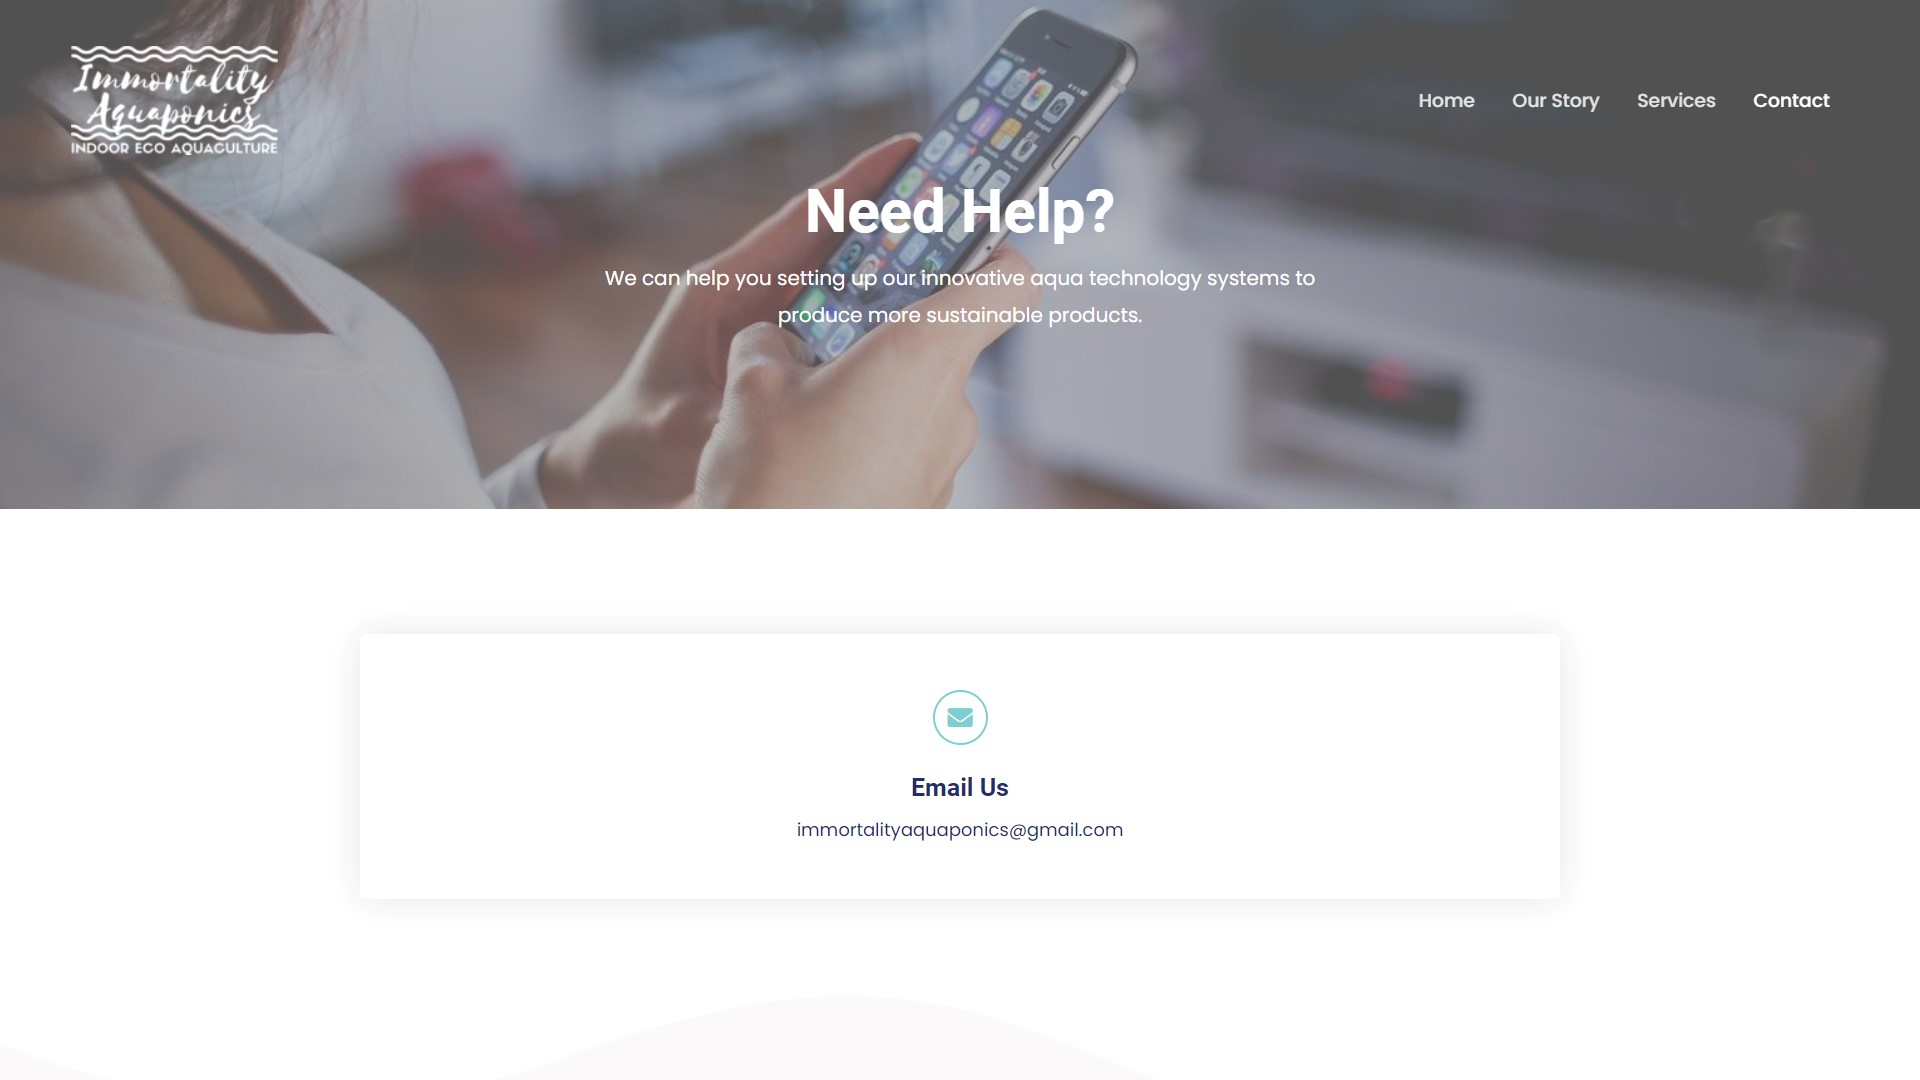 Immortality
Aquaponics
INDOOR ECO AQUACULTURE
Home
Our Story
Services
Contact
Need Help?
We can help you setting up our innovative aqua technology systems to
produce more sustainable products.
Email Us
immortalityaquaponics@gmail.com